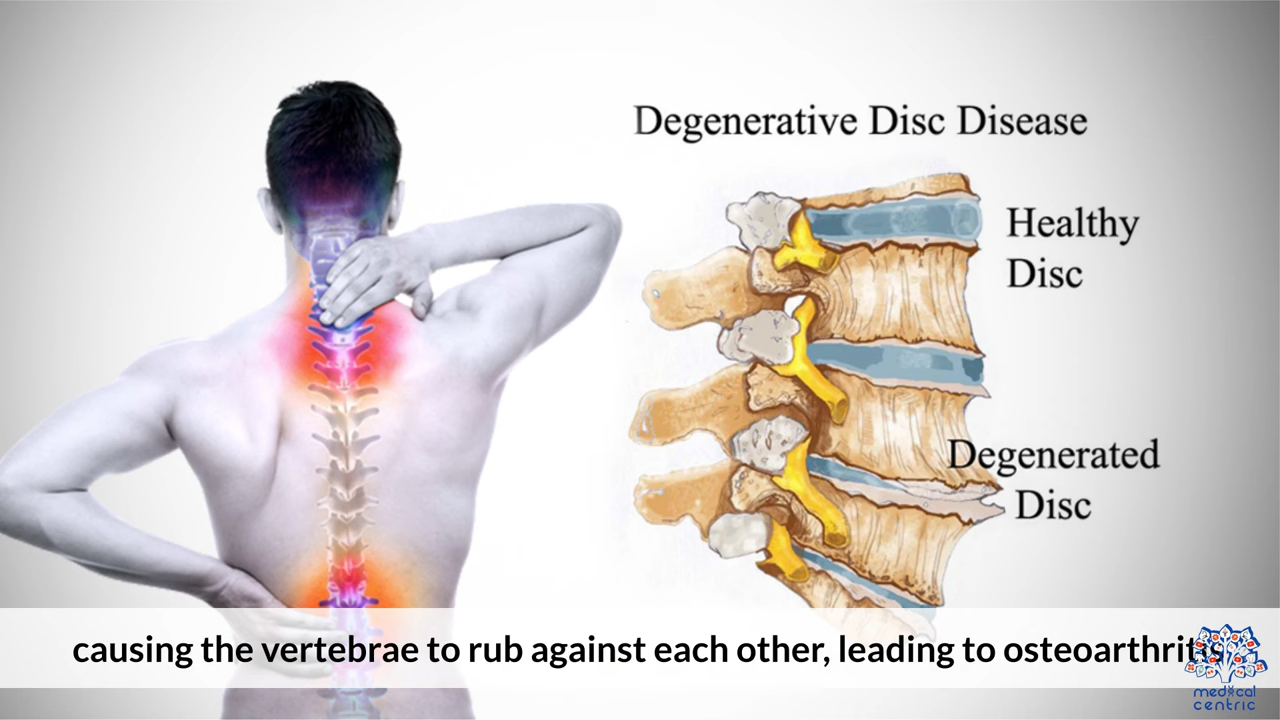 Degenerative Disc Disease
Healthy
Disc
Degenerated
Disc
causing the vertebrae to rub against each other, leading to osteoarthritis
medical
centric